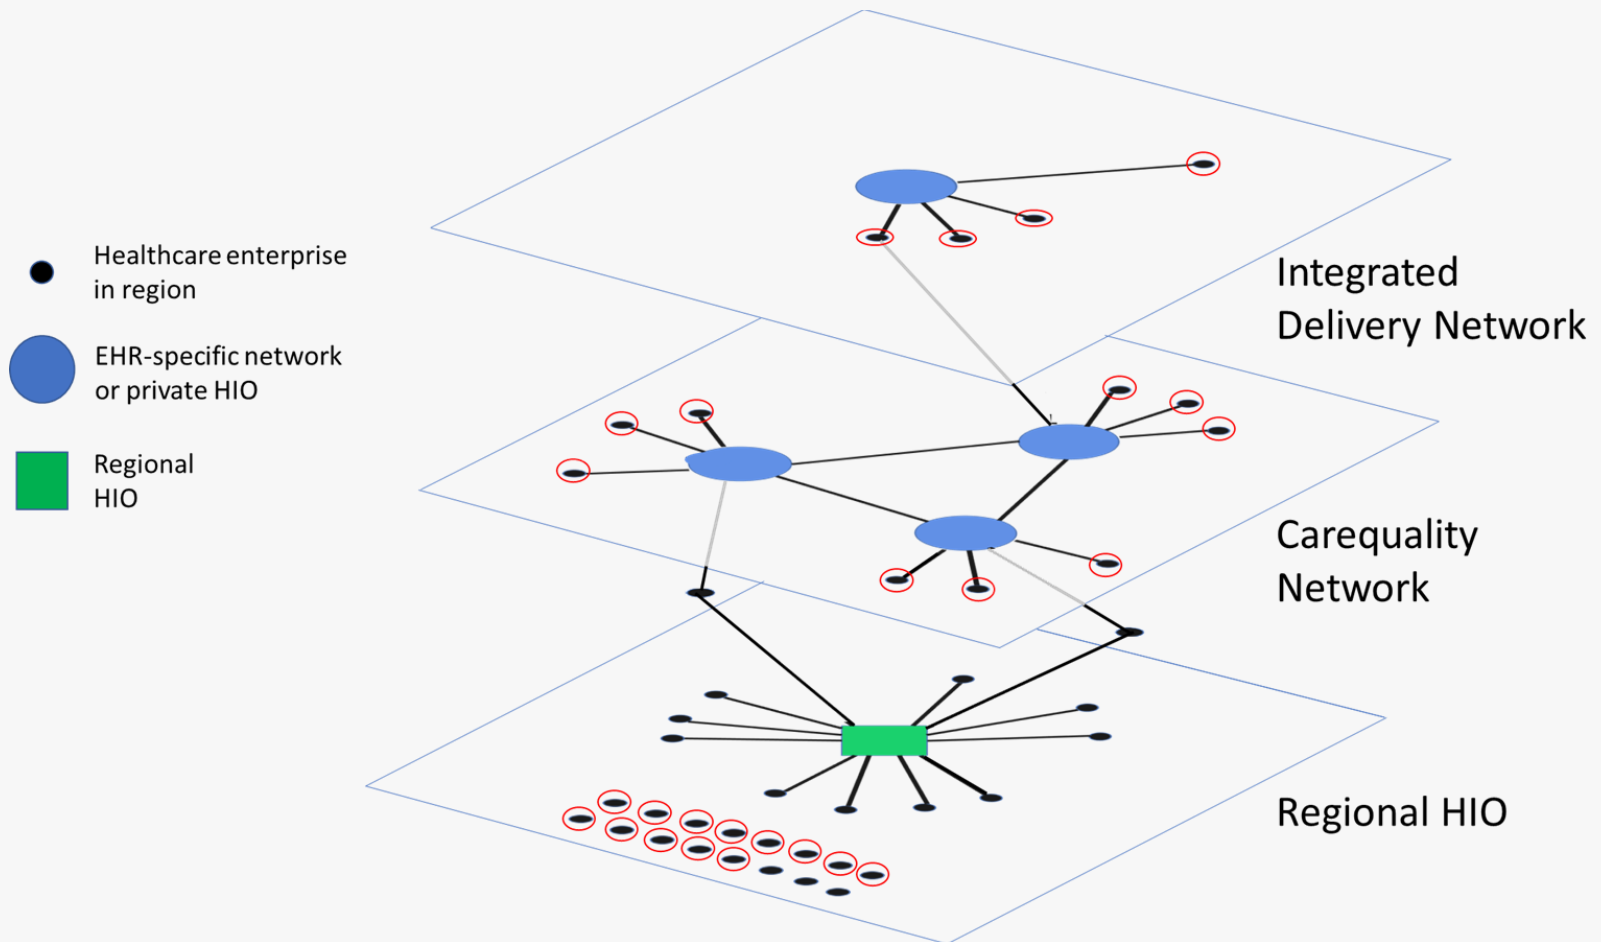 Healthcare enterprise
in region
EHR-specific network
or private HIO
Regional
HIO
Integrated
Delivery Network
Carequality
Network
Regional HIO